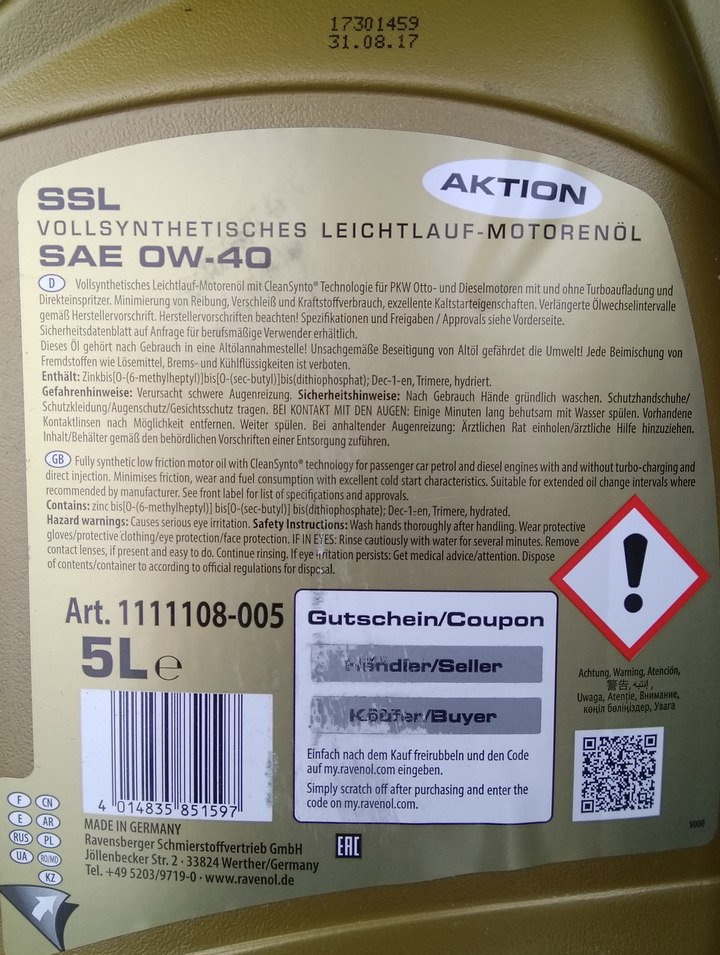 17301459
31.08.17
AKTION
SSL
VOLLSYNTHETISCHES LEICHTLAUF-MOTORENÖL
SAE 0W-40
D Vollsynthetisches Leichtlauf-Motorenöl mit CleanSynto® Technologie für PKW Otto- und Dieselmotoren mit und ohne Turboaufladung und
Direkteinspritzer. Minimierung von Reibung, Verschleiß und Kraftstoffverbrauch, exzellente Kaltstarteigenschaften. Verlängerte Ölwechselintervalle
gemäß Herstellervorschrift. Herstellervorschriften beachten! Spezifikationen und Freigaben / Approvals siehe Vorderseite.
Sicherheitsdatenblatt auf Anfrage für berufsmäßige Verwender erhältlich.
Dieses Öl gehört nach Gebrauch in eine Altölannahmestelle! Unsachgemäße Beseitigung von Altöl gefährdet die Umwelt! Jede Beimischung von
Fremdstoffen wie Lösemittel, Brems- und Kühlflüssigkeiten ist verboten.
Enthält: Zinkbis[O-(6-methylheptyl)]bis[O-(sec-butyl)]bis(dithiophosphat); Dec-1-en, Trimere, hydriert.
Gefahrenhinweise: Verursacht schwere Augenreizung. Sicherheitshinweise: Nach Gebrauch Hände gründlich waschen. Schutzhandschuhe/
Schutzkleidung/Augenschutz/Gesichtsschutz tragen. BEI KONTAKT MIT DEN AUGEN: Einige Minuten lang behutsam mit Wasser spülen. Vorhandene
Kontaktlinsen nach Möglichkeit entfernen. Weiter spülen. Bei anhaltender Augenreizung: Ärztlichen Rat einholen/ärztliche Hilfe hinzuziehen.
Inhalt/Behälter gemäß den behördlichen Vorschriften einer Entsorgung zuführen.
GB Fully synthetic low friction motor oil with CleanSynto® technology for passenger car petrol and diesel engines with and without turbo-charging and
direct injection. Minimises friction, wear and fuel consumption with excellent cold start characteristics. Suitable for extended oil change intervals where
recommended by manufacturer. See front label for list of specifications and approvals.
Contains: zinc bis[O-(6-methylheptyl)] bis[O-(sec-butyl)] bis(dithiophosphate); Dec-1-en, Trimere, hydrated.
Hazard warnings: Causes serious eye irritation. Safety Instructions: Wash hands thoroughly after handling. Wear protective
gloves/protective clothing/eye protection/face protection. IF IN EYES: Rinse cautiously with water for several minutes. Remove
contact lenses, if present and easy to do. Continue rinsing. If eye irritation persists: Get medical advice/attention. Dispose
of contents/container to according to official regulations for disposal.
Art. 1111108-005
5L e
4 014835 851597
Gutschein/Coupon
Händler/Seller
Käufer/Buyer
Einfach nach dem Kauf freirubbeln und den Code
auf my.ravenol.com eingeben.
Simply scratch off after purchasing and enter the
code on my.ravenol.com.
Achtung, Warning, Atención,
警告, انتبه,
Uwaga, Atentie, Внимание,
көңіл бөліңіздер, Увага
V000
F CN
E AR
RUS PL
UA RO/MD
KZ
MADE IN GERMANY
Ravensberger Schmierstoffvertrieb GmbH
Jöllenbecker Str. 2 · 33824 Werther/Germany
Tel. +49 5203/9719-0 · www.ravenol.de
EAC